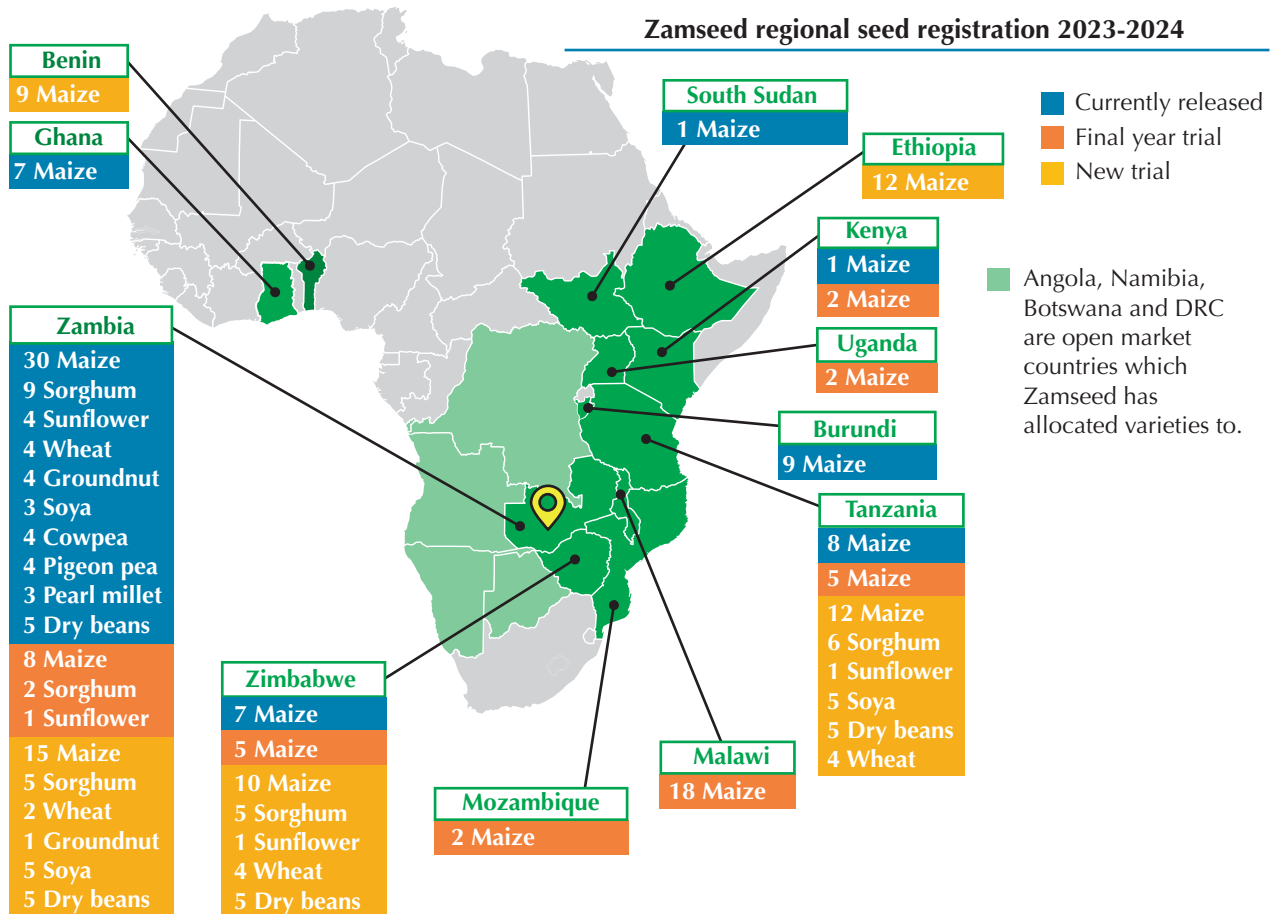 Zamseed regional seed registration 2023-2024
Benin
9 Maize
Ghana
7 Maize
South Sudan
1 Maize
Currently released
Final year trial
New trial
Ethiopia
12 Maize
Kenya
1 Maize
2 Maize
Angola, Namibia,
Botswana and DRC
are open market
countries which
Zamseed has
allocated varieties to.
Uganda
2 Maize
Burundi
9 Maize
Zambia
30 Maize
9 Sorghum
4 Sunflower
4 Wheat
4 Groundnut
3 Soya
4 Cowpea
4 Pigeon pea
3 Pearl millet
5 Dry beans
8 Maize
2 Sorghum
1 Sunflower
15 Maize
5 Sorghum
2 Wheat
1 Groundnut
5 Soya
5 Dry beans
Zimbabwe
7 Maize
5 Maize
10 Maize
5 Sorghum
1 Sunflower
4 Wheat
5 Dry beans
Mozambique
2 Maize
Malawi
18 Maize
Tanzania
8 Maize
5 Maize
12 Maize
6 Sorghum
1 Sunflower
5 Soya
5 Dry beans
4 Wheat